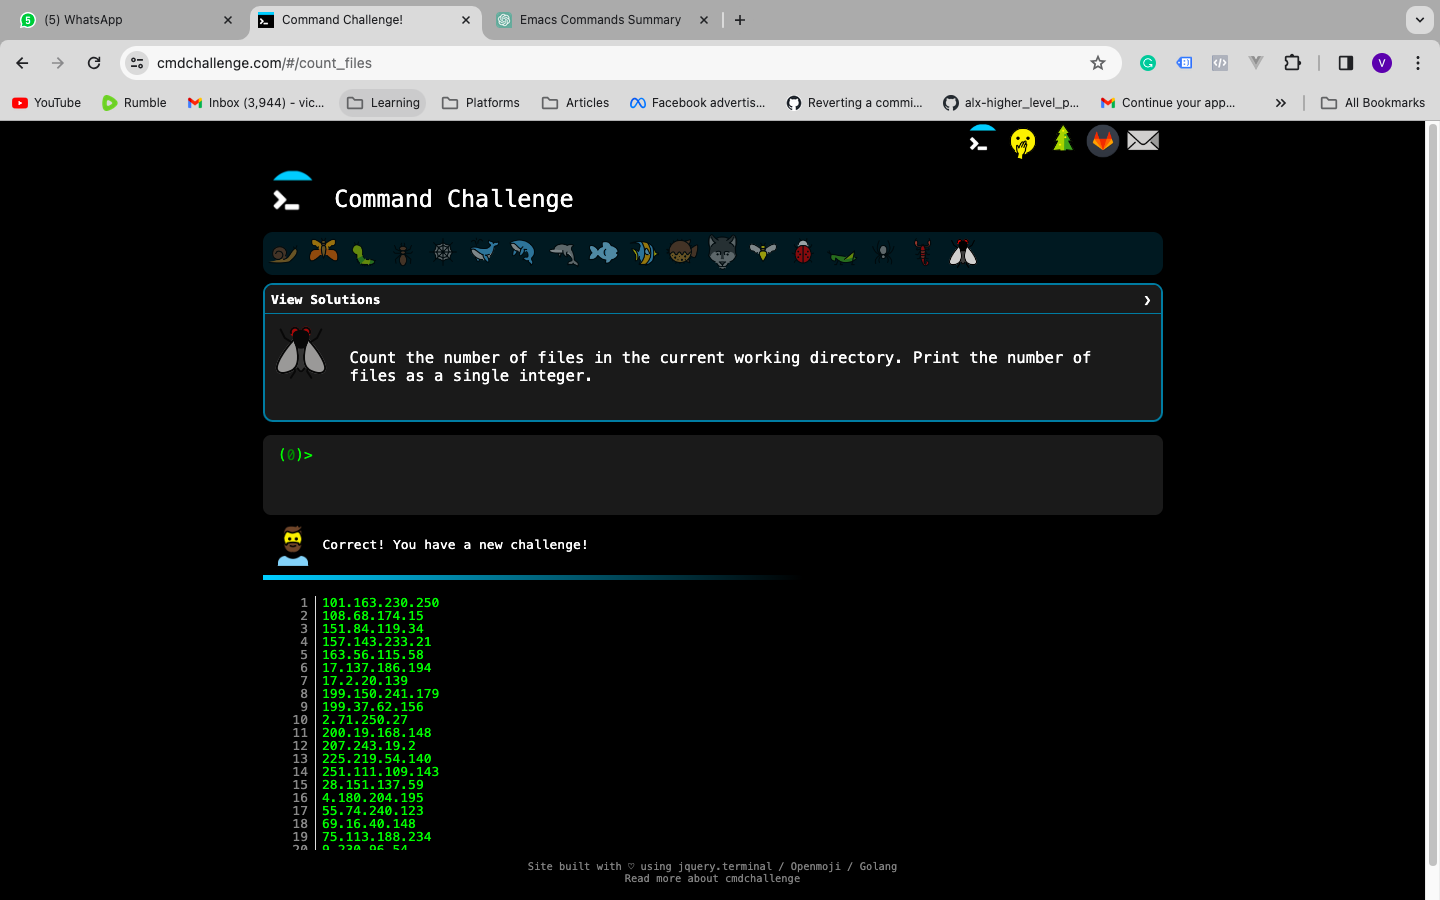 5 (5) WhatsApp
Command Challenge!
Emacs Commands Summary
cmdchallenge.com/#/count_files
V
YouTube
Rumble
Inbox (3,944) - vic...
Learning
Platforms
Articles
Facebook advertis...
Reverting a commi...
alx-higher_level_p...
Continue your app...
All Bookmarks
Command Challenge
View Solutions
Count the number of files in the current working directory. Print the number of
files as a single integer.
(0)>
Correct! You have a new challenge!
1 101.163.230.250
2 108.68.174.15
3 151.84.119.34
4 157.143.233.21
5 163.56.115.58
6 17.137.186.194
7 17.2.20.139
8 199.150.241.179
9 199.37.62.156
10 2.71.250.27
11 200.19.168.148
12 207.243.19.2
13 225.219.54.140
14 251.111.109.143
15 28.151.137.59
16 4.180.204.195
17 55.74.240.123
18 69.16.40.148
19 75.113.188.234
20 9.230.96.54
Site built with ♡ using jquery.terminal / Openmoji / Golang
Read more about cmdchallenge